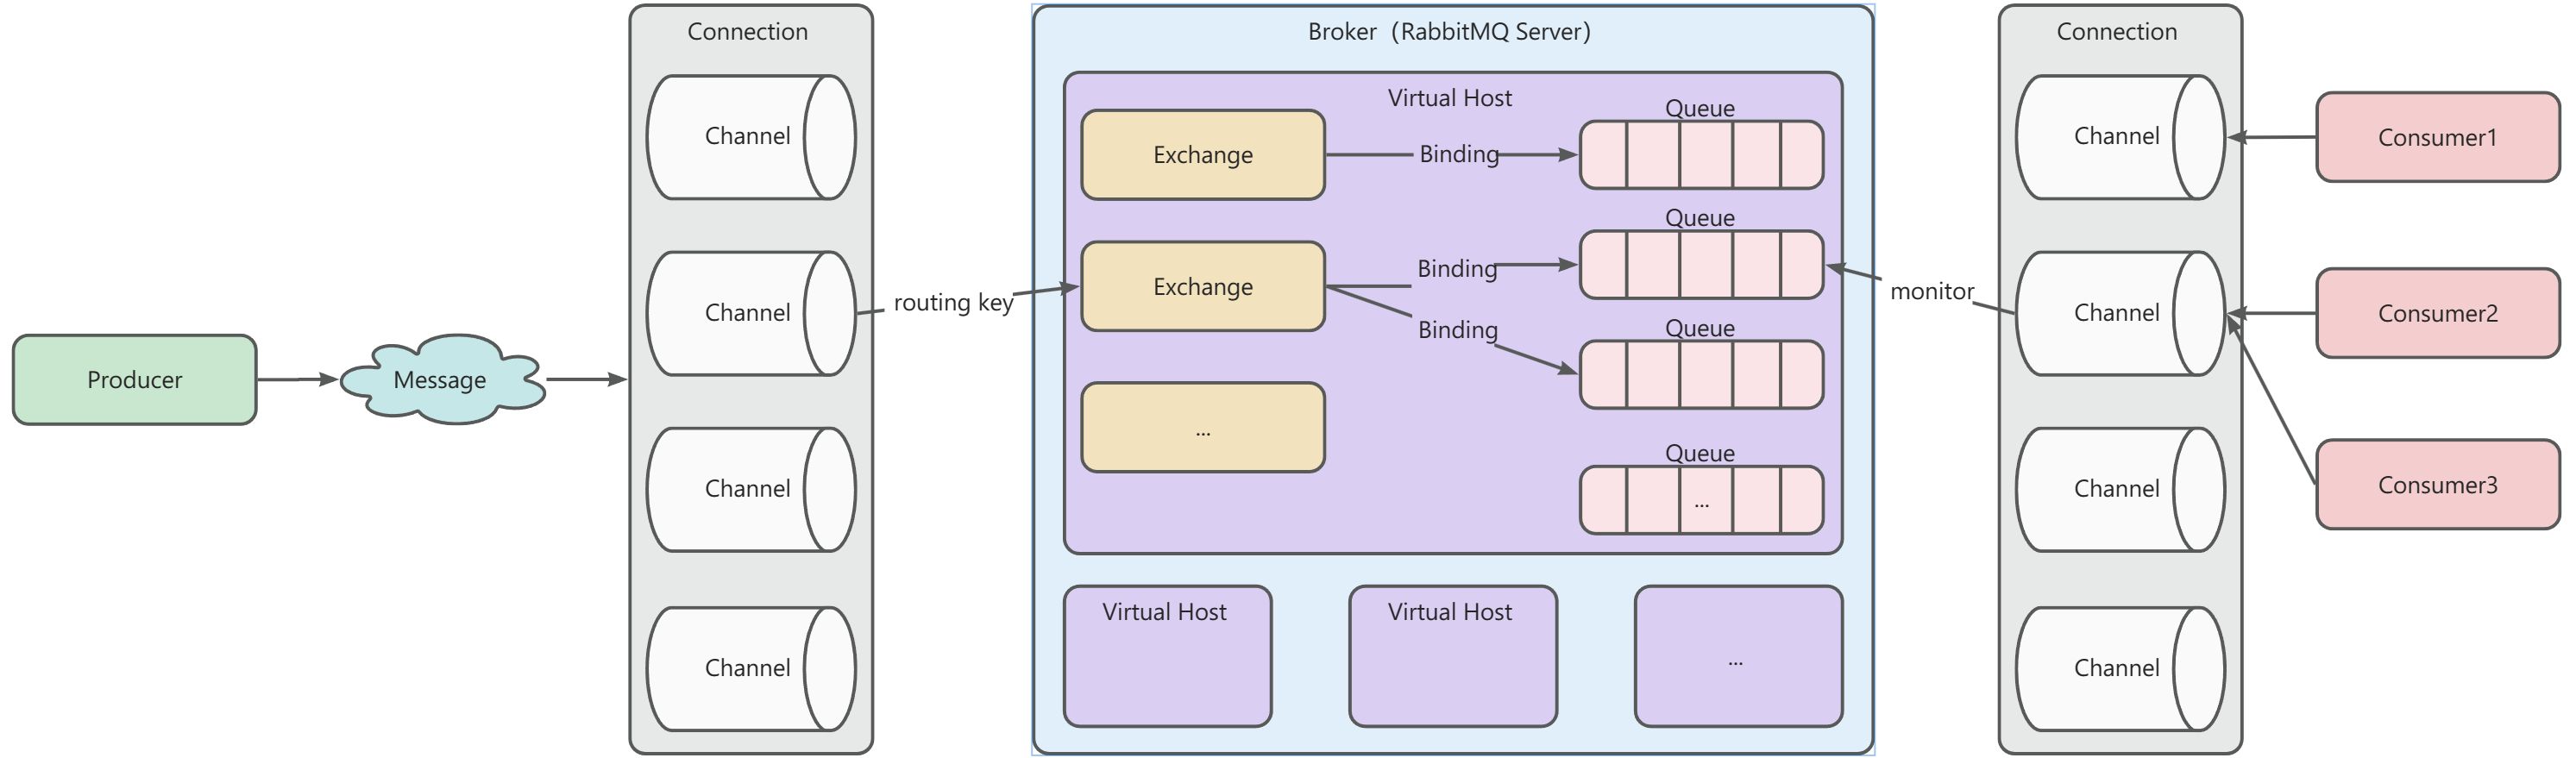 Producer
Message
Connection
Channel
Channel
Channel
Channel
routing key
Broker（RabbitMQ Server）
Virtual Host
Exchange
Exchange
...
Binding
Binding
Binding
Queue
Queue
Queue
Queue
...
Virtual Host
Virtual Host
...
monitor
Connection
Channel
Channel
Channel
Channel
Consumer1
Consumer2
Consumer3